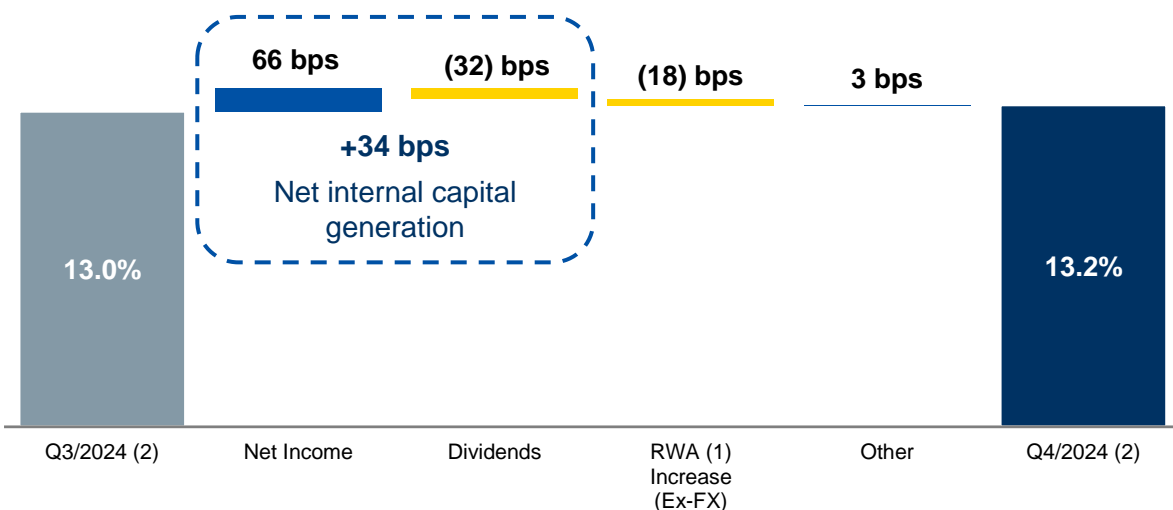 66 bps
(32) bps
(18) bps
3 bps
+34 bps
Net internal capital
generation
13.0%
13.2%
Q3/2024 (2)
Net Income
Dividends
RWA (1)
Increase
(Ex-FX)
Other
Q4/2024 (2)